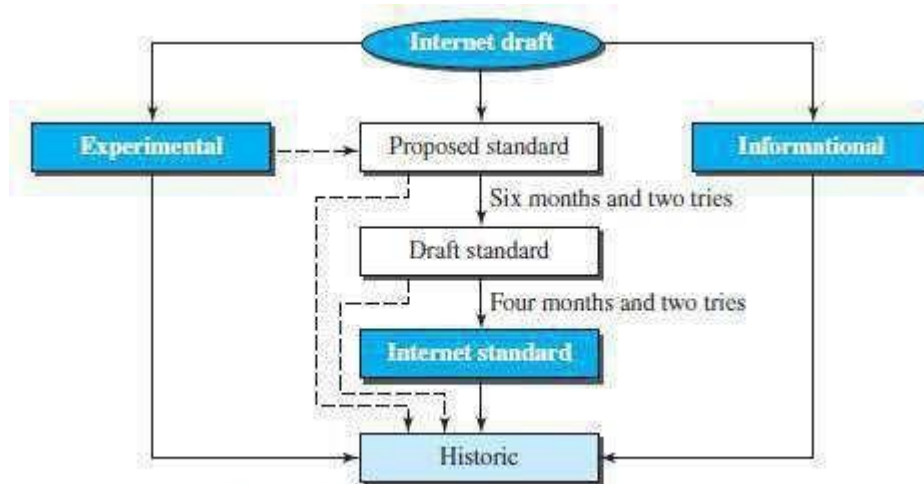 Internet draft
Experimental
Proposed standard
Informational
Six months and two tries
Draft standard
Four months and two tries
Internet standard
Historic